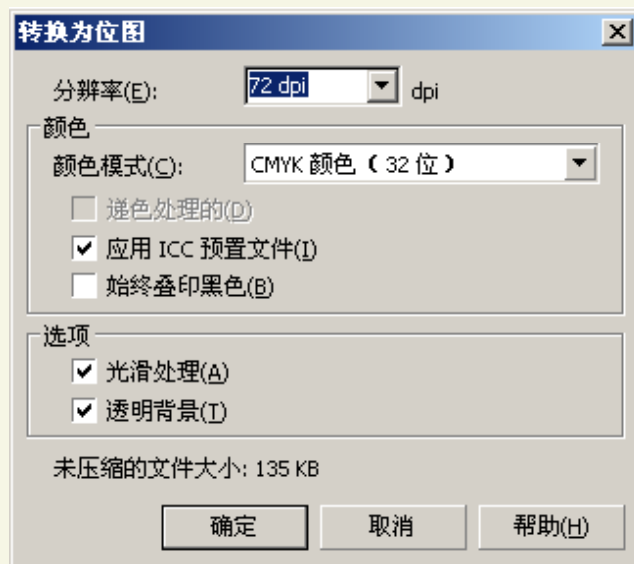 转换为位图
分辨率(E): 72 dpi dpi
颜色
颜色模式(C): CMYK 颜色 ( 32 位 )
递色处理的(D)
应用 ICC 预置文件(I)
始终叠印黑色(B)
选项
光滑处理(A)
透明背景(T)
未压缩的文件大小: 135 KB
确定 取消 帮助(H)